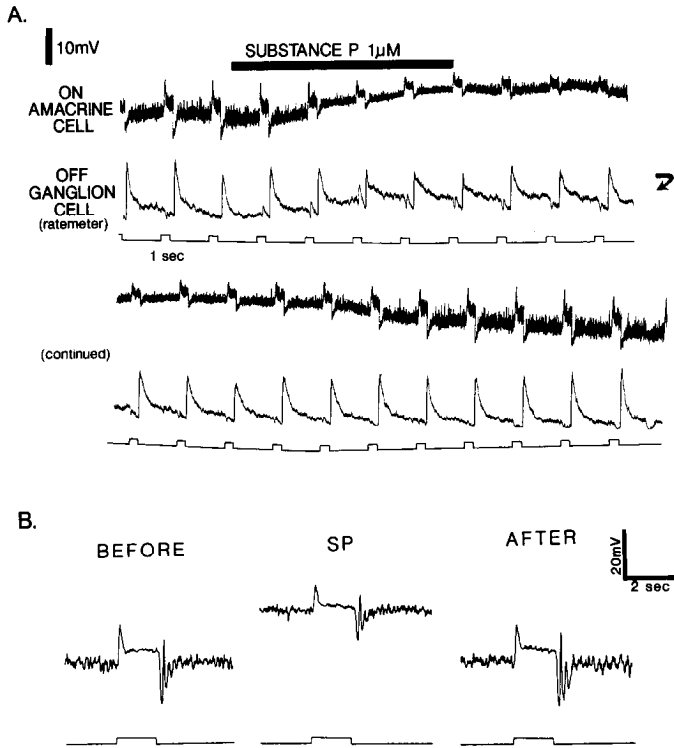 A.
10mV
SUBSTANCE P 1µM
ON
AMACRINE
CELL
OFF
GANGLION
CELL
(ratemeter)
1 sec
(continued)
B.
BEFORE
SP
AFTER
20mV
2 sec